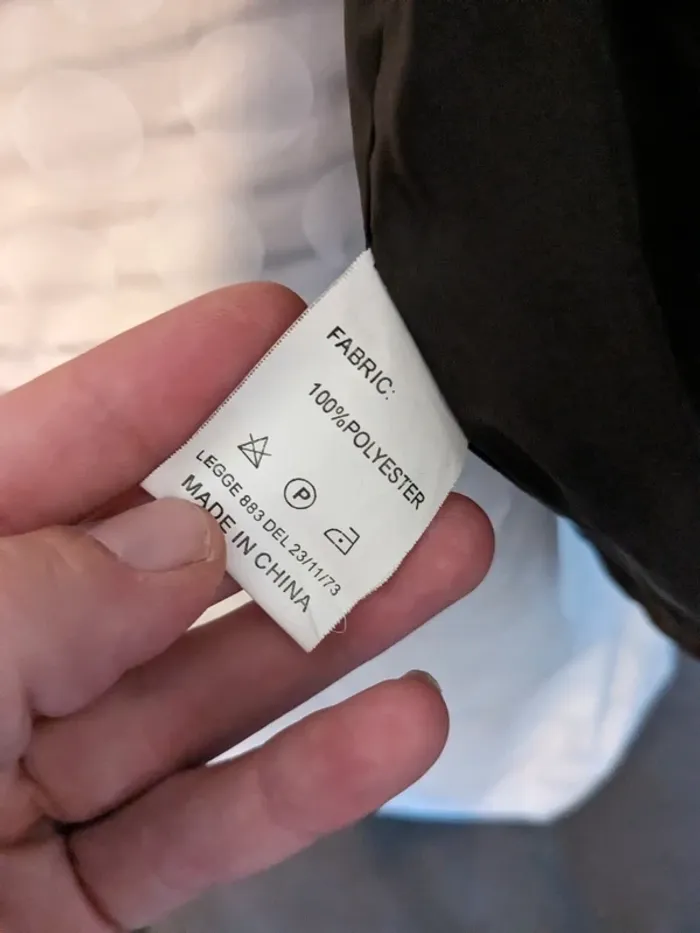 FABRIC:
100%POLYESTER
P
LEGGE 883 DEL 23/11/73
MADE IN CHINA